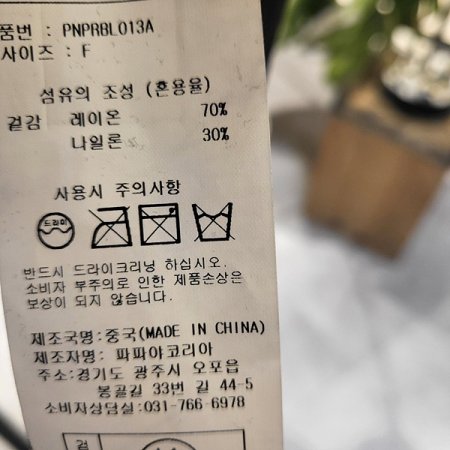 품번 : PNPRBL013A
사이즈 : F
섬유의 조성 (혼용율)
겉감 레이온 70%
나일론 30%
사용시 주의사항
드라이
반드시 드라이크리닝 하십시오.
소비자 부주의로 인한 제품손상은
보상이 되지 않습니다.
제조국명:중국(MADE IN CHINA)
제조자명: 파파야코리아
주소:경기도 광주시 오포읍
봉골길 33번 길 44-5
소비자상담실:031-766-6978
겉